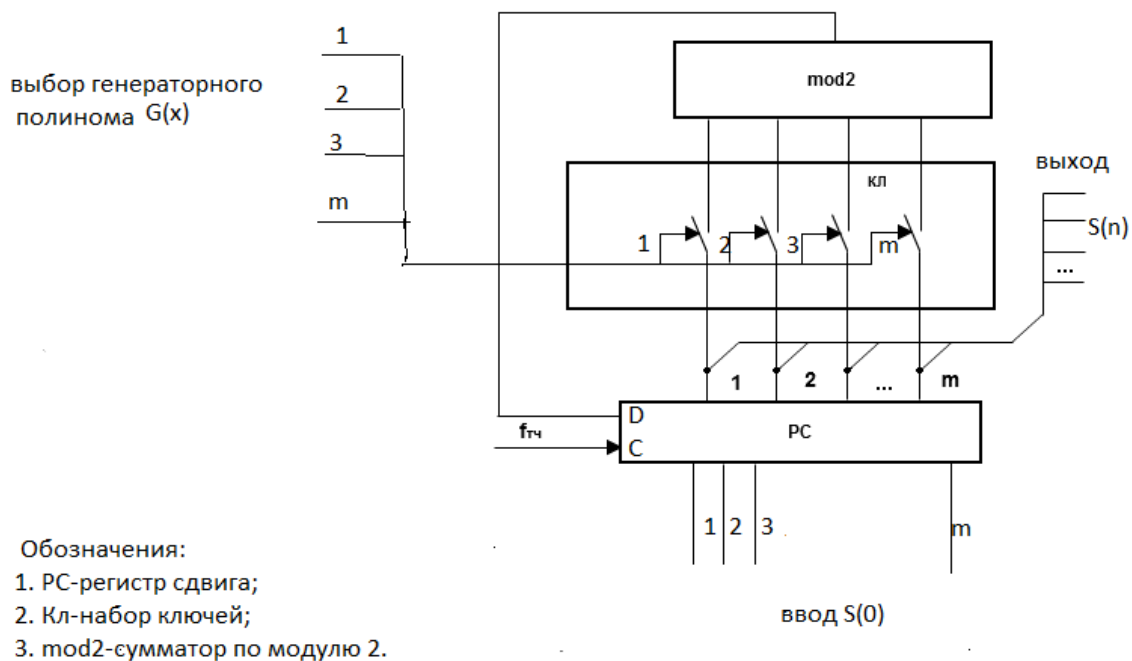 1
выбор генераторного
2
полинома G(x)
3
m
mod2
кл
1 2 3 m
выход
S(n)
...
1 2 ... m
D
fтч
C
РС
1 2 3 m
ввод S(0)
Обозначения:
1. РС-регистр сдвига;
2. Кл-набор ключей;
3. mod2-сумматор по модулю 2.